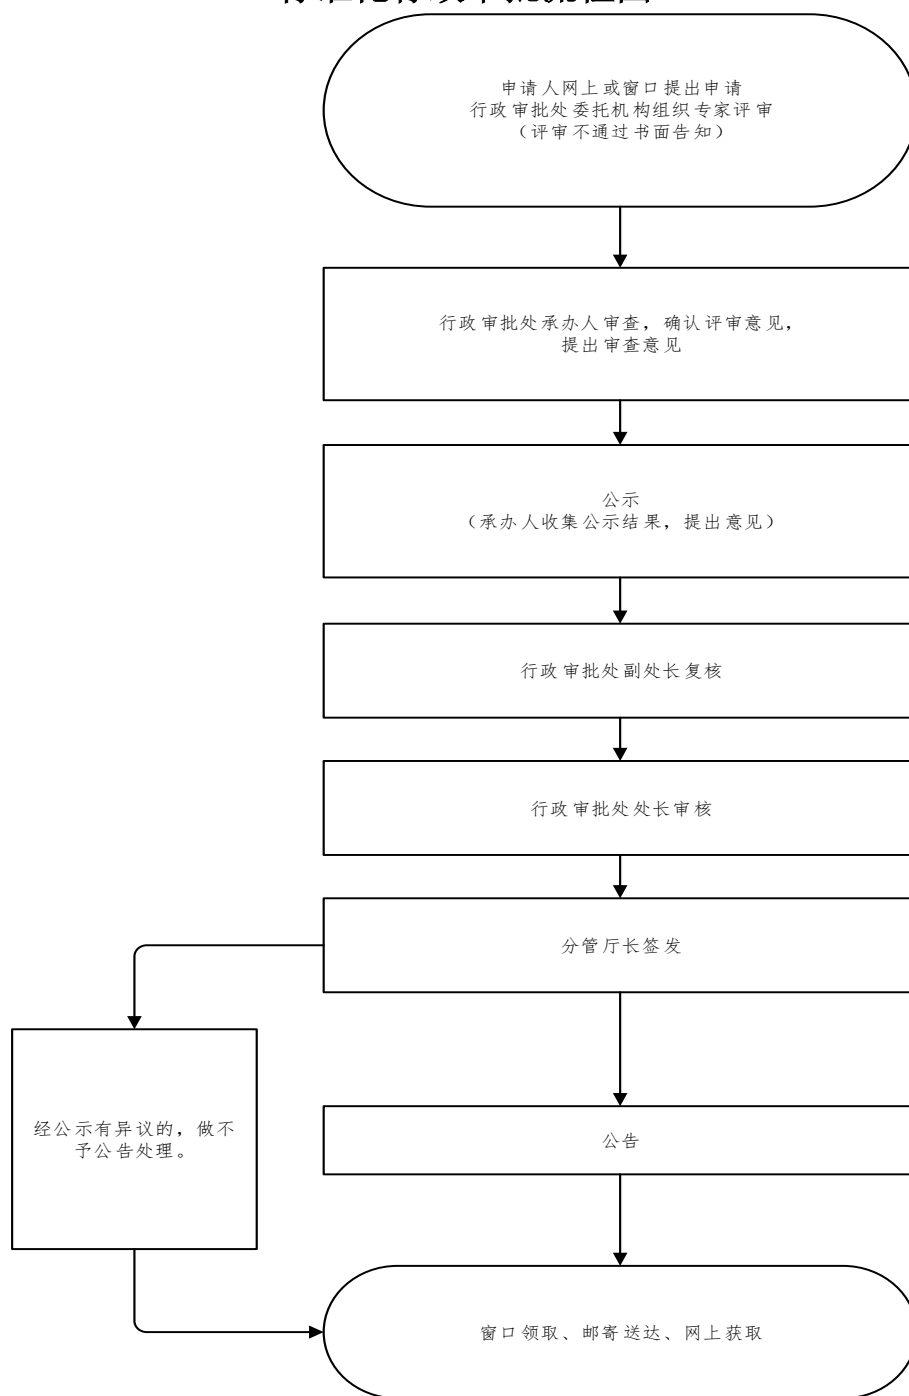 申请人网上或窗口提出申请
行政审批处委托机构组织专家评审
（评审不通过书面告知）
行政审批处承办人审查，确认评审意见，
提出审查意见
公示
（承办人收集公示结果，提出意见）
行政审批处副处长复核
行政审批处处长审核
分管厅长签发
经公示有异议的，做不
予公告处理。
公告
窗口领取、邮寄送达、网上获取